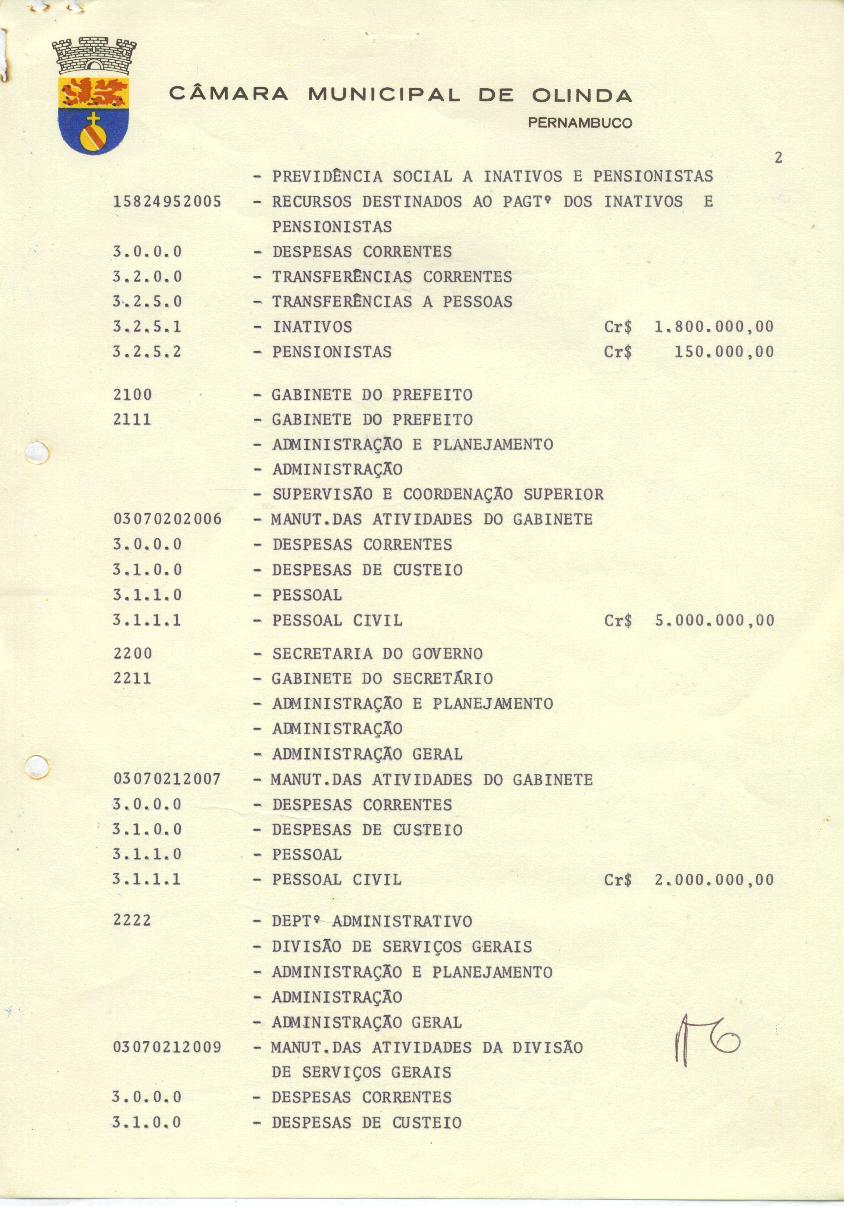 CÂMARA MUNICIPAL DE OLINDA
PERNAMBUCO
2
- PREVIDÊNCIA SOCIAL A INATIVOS E PENSIONISTAS
15824952005 - RECURSOS DESTINADOS AO PAGTº DOS INATIVOS E
PENSIONISTAS
3.0.0.0 - DESPESAS CORRENTES
3.2.0.0 - TRANSFERÊNCIAS CORRENTES
3.2.5.0 - TRANSFERÊNCIAS A PESSOAS
3.2.5.1 - INATIVOS Cr$ 1.800.000,00
3.2.5.2 - PENSIONISTAS Cr$ 150.000,00
2100 - GABINETE DO PREFEITO
2111 - GABINETE DO PREFEITO
- ADMINISTRAÇÃO E PLANEJAMENTO
- ADMINISTRAÇÃO
- SUPERVISÃO E COORDENAÇÃO SUPERIOR
03070202006 - MANUT.DAS ATIVIDADES DO GABINETE
3.0.0.0 - DESPESAS CORRENTES
3.1.0.0 - DESPESAS DE CUSTEIO
3.1.1.0 - PESSOAL
3.1.1.1 - PESSOAL CIVIL Cr$ 5.000.000,00
2200 - SECRETARIA DO GOVERNO
2211 - GABINETE DO SECRETÁRIO
- ADMINISTRAÇÃO E PLANEJAMENTO
- ADMINISTRAÇÃO
- ADMINISTRAÇÃO GERAL
03070212007 - MANUT.DAS ATIVIDADES DO GABINETE
3.0.0.0 - DESPESAS CORRENTES
3.1.0.0 - DESPESAS DE CUSTEIO
3.1.1.0 - PESSOAL
3.1.1.1 - PESSOAL CIVIL Cr$ 2.000.000,00
2222 - DEPTº ADMINISTRATIVO
- DIVISÃO DE SERVIÇOS GERAIS
- ADMINISTRAÇÃO E PLANEJAMENTO
- ADMINISTRAÇÃO
- ADMINISTRAÇÃO GERAL
03070212009 - MANUT.DAS ATIVIDADES DA DIVISÃO
DE SERVIÇOS GERAIS
3.0.0.0 - DESPESAS CORRENTES
3.1.0.0 - DESPESAS DE CUSTEIO